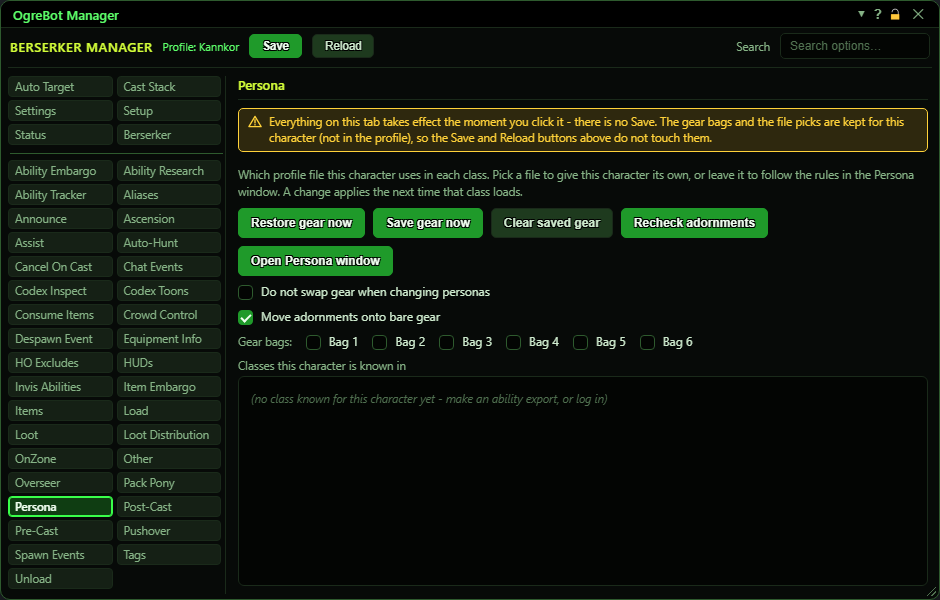 OgreBot Manager
▼ ?
BERSERKER MANAGER Profile: Kannkor Save Reload Search Search options...
Auto Target Cast Stack
Settings Setup
Status Berserker
Ability Embargo Ability Research
Ability Tracker Aliases
Announce Ascension
Assist Auto-Hunt
Cancel On Cast Chat Events
Codex Inspect Codex Toons
Consume Items Crowd Control
Despawn Event Equipment Info
HO Excludes HUDs
Invis Abilities Item Embargo
Items Load
Loot Loot Distribution
OnZone Other
Overseer Pack Pony
Persona Post-Cast
Pre-Cast Pushover
Spawn Events Tags
Unload
Persona
Everything on this tab takes effect the moment you click it - there is no Save. The gear bags and the file picks are kept for this
character (not in the profile), so the Save and Reload buttons above do not touch them.
Which profile file this character uses in each class. Pick a file to give this character its own, or leave it to follow the rules in the Persona
window. A change applies the next time that class loads.
Restore gear now Save gear now Clear saved gear Recheck adornments
Open Persona window
Do not swap gear when changing personas
Move adornments onto bare gear
Gear bags: Bag 1 Bag 2 Bag 3 Bag 4 Bag 5 Bag 6
Classes this character is known in
(no class known for this character yet - make an ability export, or log in)